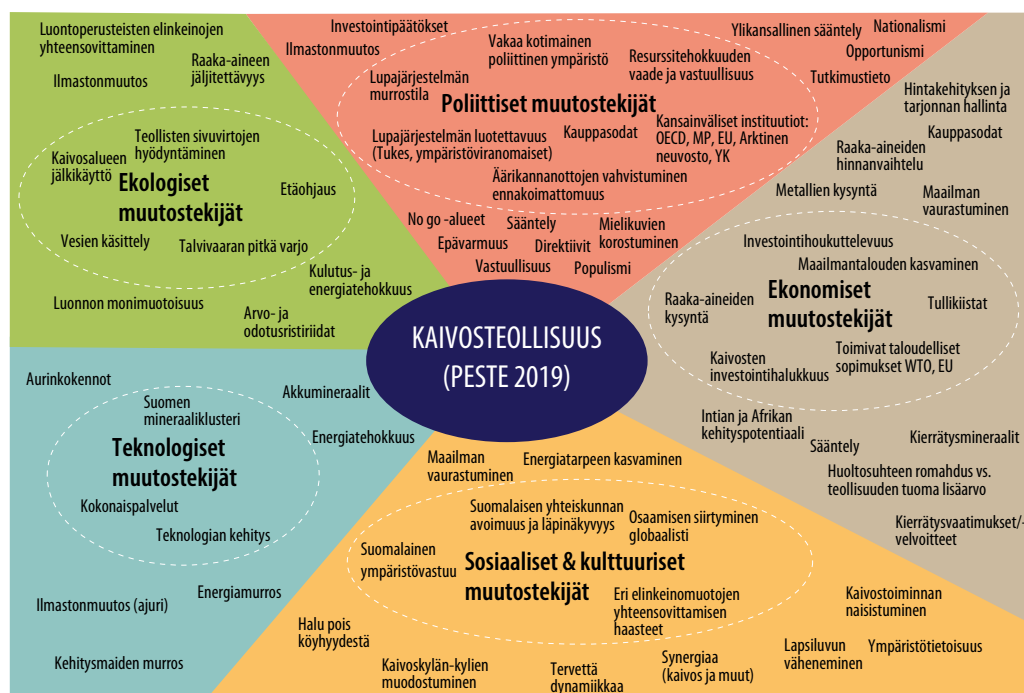 Luontoperusteisten elinkeinojen
yhteensovittaminen
Ilmastonmuutos
Raaka-aineen
jäljitettävyys
Teollisten sivuvirtojen
hyödyntäminen
Kaivosalueen
jälkikäyttö
Ekologiset
muutostekijät
Etäohjaus
Vesien käsittely
Talvivaaran pitkä varjo
Kulutus- ja
energiatehokkuus
Luonnon monimuotoisuus
Arvo- ja
odotusristiriidat
Investointipäätökset
Ilmastonmuutos
Vakaa kotimainen
poliittinen ympäristö
Ylikansallinen sääntely
Nationalismi
Opportunismi
Resurssitehokkuuden
vaade ja vastuullisuus
Tutkimustieto
Lupajärjestelmän
murrostila
Poliittiset muutostekijät
Lupajärjestelmän luotettavuus
(Tukes, ympäristöviranomaiset)
Kauppasodat
Kansainväliset instituutiot:
OECD, MP, EU, Arktinen
neuvosto, YK
Äärikannanottojen vahvistuminen
ennakoimattomuus
No go -alueet
Sääntely
Mielikuvien
korostuminen
Epävarmuus
Direktiivit
Vastuullisuus
Populismi
Hintakehityksen ja
tarjonnan hallinta
Kauppasodat
Raaka-aineiden
hinnanvaihtelu
Metallien kysyntä
Maailman
vaurastuminen
Investointihoukuttelevuus
Maailmantalouden kasvaminen
Raaka-aineiden
kysyntä
Ekonomiset
muutostekijät
Tullikiistat
Kaivosten
investointihalukkuus
Toimivat taloudelliset
sopimukset WTO, EU
Intian ja Afrikan
kehityspotentiaali
Sääntely
Kierrätysmineraalit
Huoltosuhteen romahdus vs.
teollisuuden tuoma lisäarvo
Kierrätysvaatimukset/-
velvoitteet
KAIVOSTEOLLISUUS
(PESTE 2019)
Aurinkokennot
Akkumineraalit
Suomen
mineraaliklusteri
Energiatehokkuus
Teknologiset
muutostekijät
Kokonaispalvelut
Teknologian kehitys
Energiamurros
Ilmastonmuutos (ajuri)
Kehitysmaiden murros
Maailman
vaurastuminen
Energiatarpeen kasvaminen
Suomalaisen yhteiskunnan
avoimuus ja läpinäkyvyys
Osaamisen siirtyminen
globaalisti
Suomalainen
ympäristövastuu
Sosiaaliset & kulttuuriset
muutostekijät
Eri elinkeinomuotojen
yhteensovittamisen
haasteet
Kaivostoiminnan
naisistuminen
Halu pois
köyhyydestä
Kaivoskylän-kylien
muodostuminen
Tervettä
dynamiikkaa
Synergiaa
(kaivos ja muut)
Lapsiluvun
väheneminen
Ympäristötietoisuus